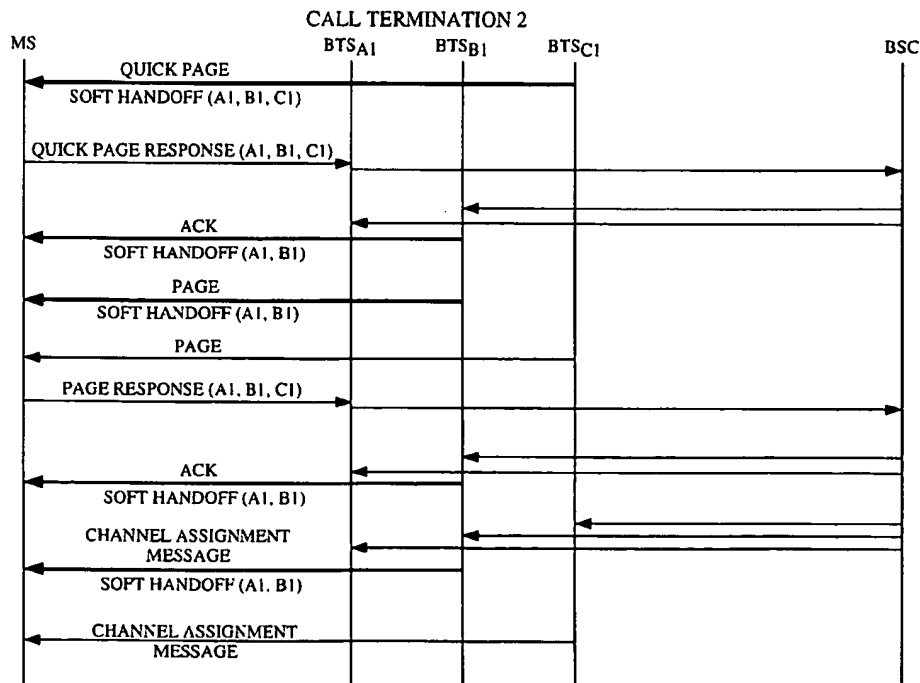 CALL TERMINATION 2
MS BTSA1 BTSB1 BTSC1 BSC
QUICK PAGE
SOFT HANDOFF (A1, B1, C1)
QUICK PAGE RESPONSE (A1, B1, C1)
ACK
SOFT HANDOFF (A1, B1)
PAGE
SOFT HANDOFF (A1, B1)
PAGE
PAGE RESPONSE (A1, B1, C1)
ACK
SOFT HANDOFF (A1, B1)
CHANNEL ASSIGNMENT
MESSAGE
SOFT HANDOFF (A1. B1)
CHANNEL ASSIGNMENT
MESSAGE